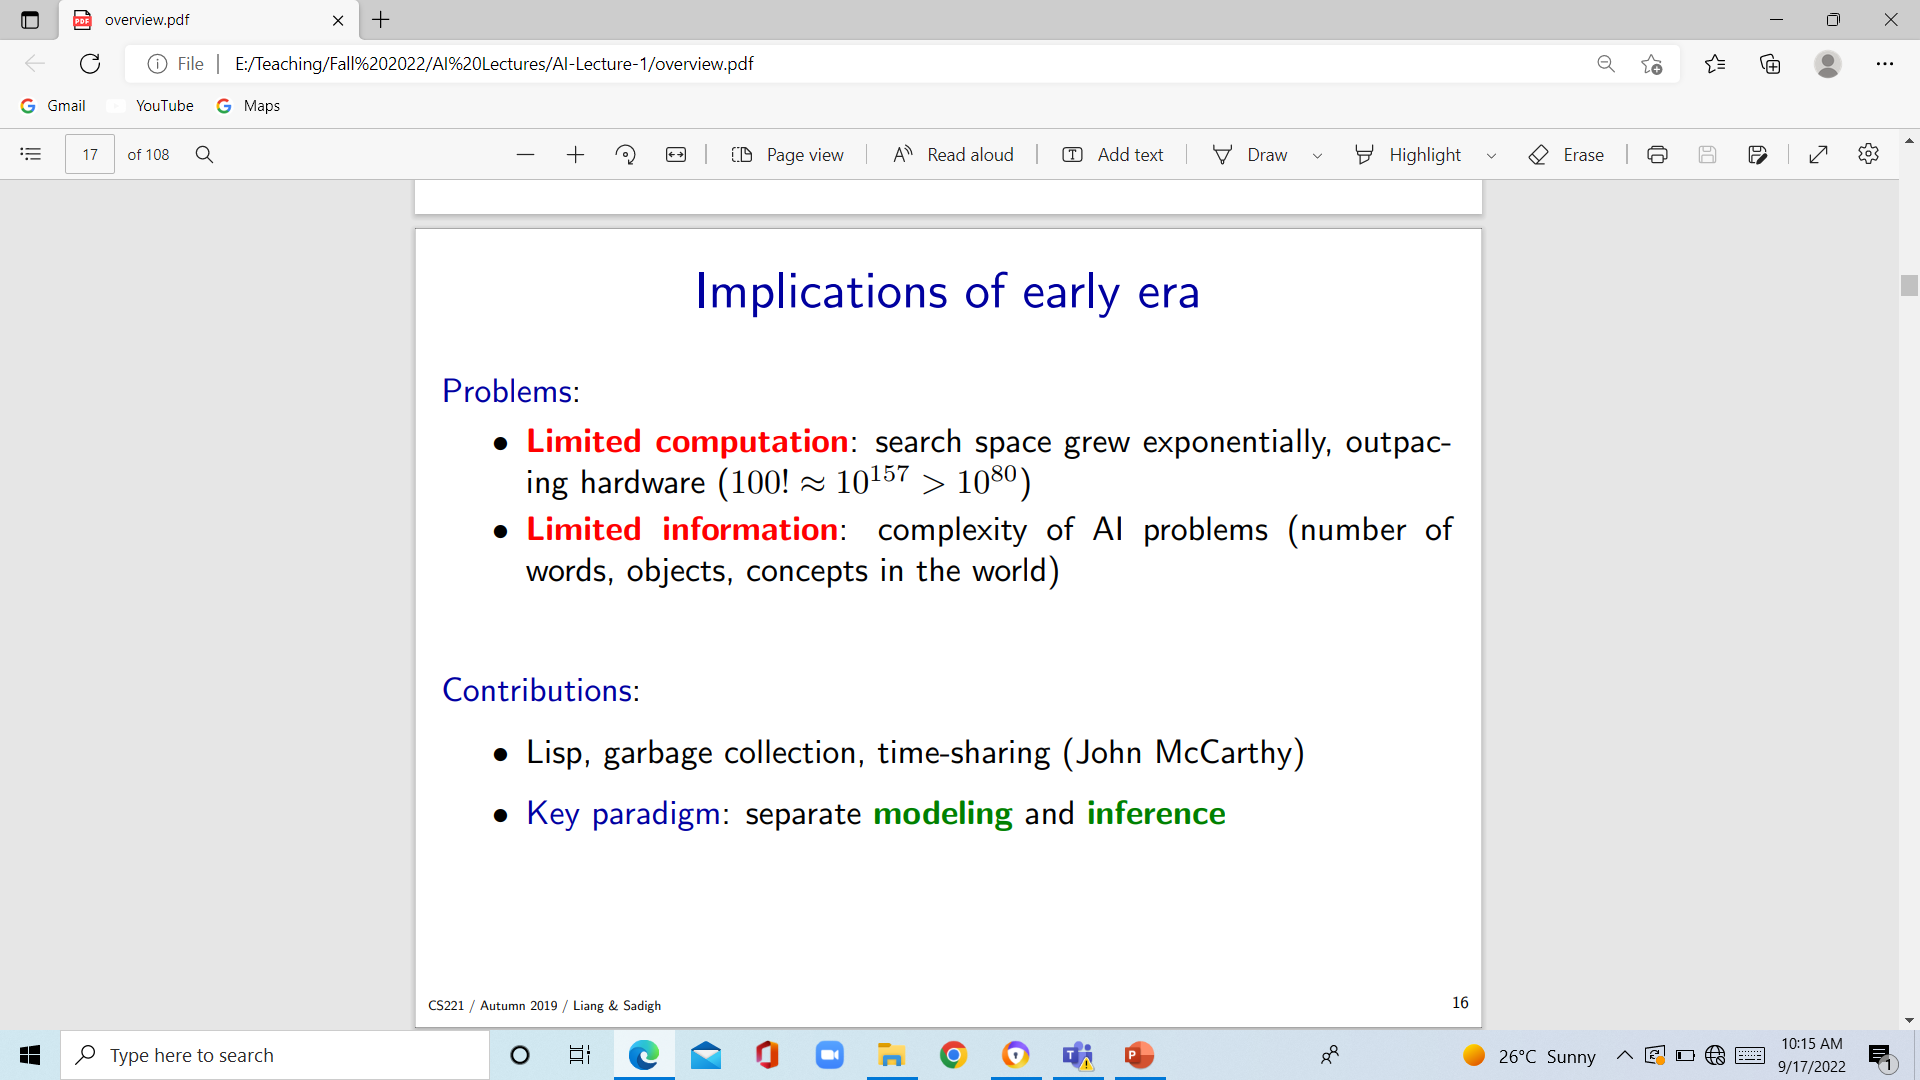 overview.pdf
File
E:/Teaching/Fall%202022/AI%20Lectures/AI-Lecture-1/overview.pdf
Gmail YouTube Maps
17 of 108
Page view
Read aloud
Add text
Draw
Highlight
Erase
Implications of early era
Problems:
• Limited computation: search space grew exponentially, outpac-
ing hardware (100! ≈ 10¹⁵⁷ > 10⁸⁰)
• Limited information: complexity of AI problems (number of
words, objects, concepts in the world)
Contributions:
• Lisp, garbage collection, time-sharing (John McCarthy)
• Key paradigm: separate modeling and inference
CS221 / Autumn 2019 / Liang & Sadigh
16
Type here to search
26°C Sunny
10:15 AM
9/17/2022
1